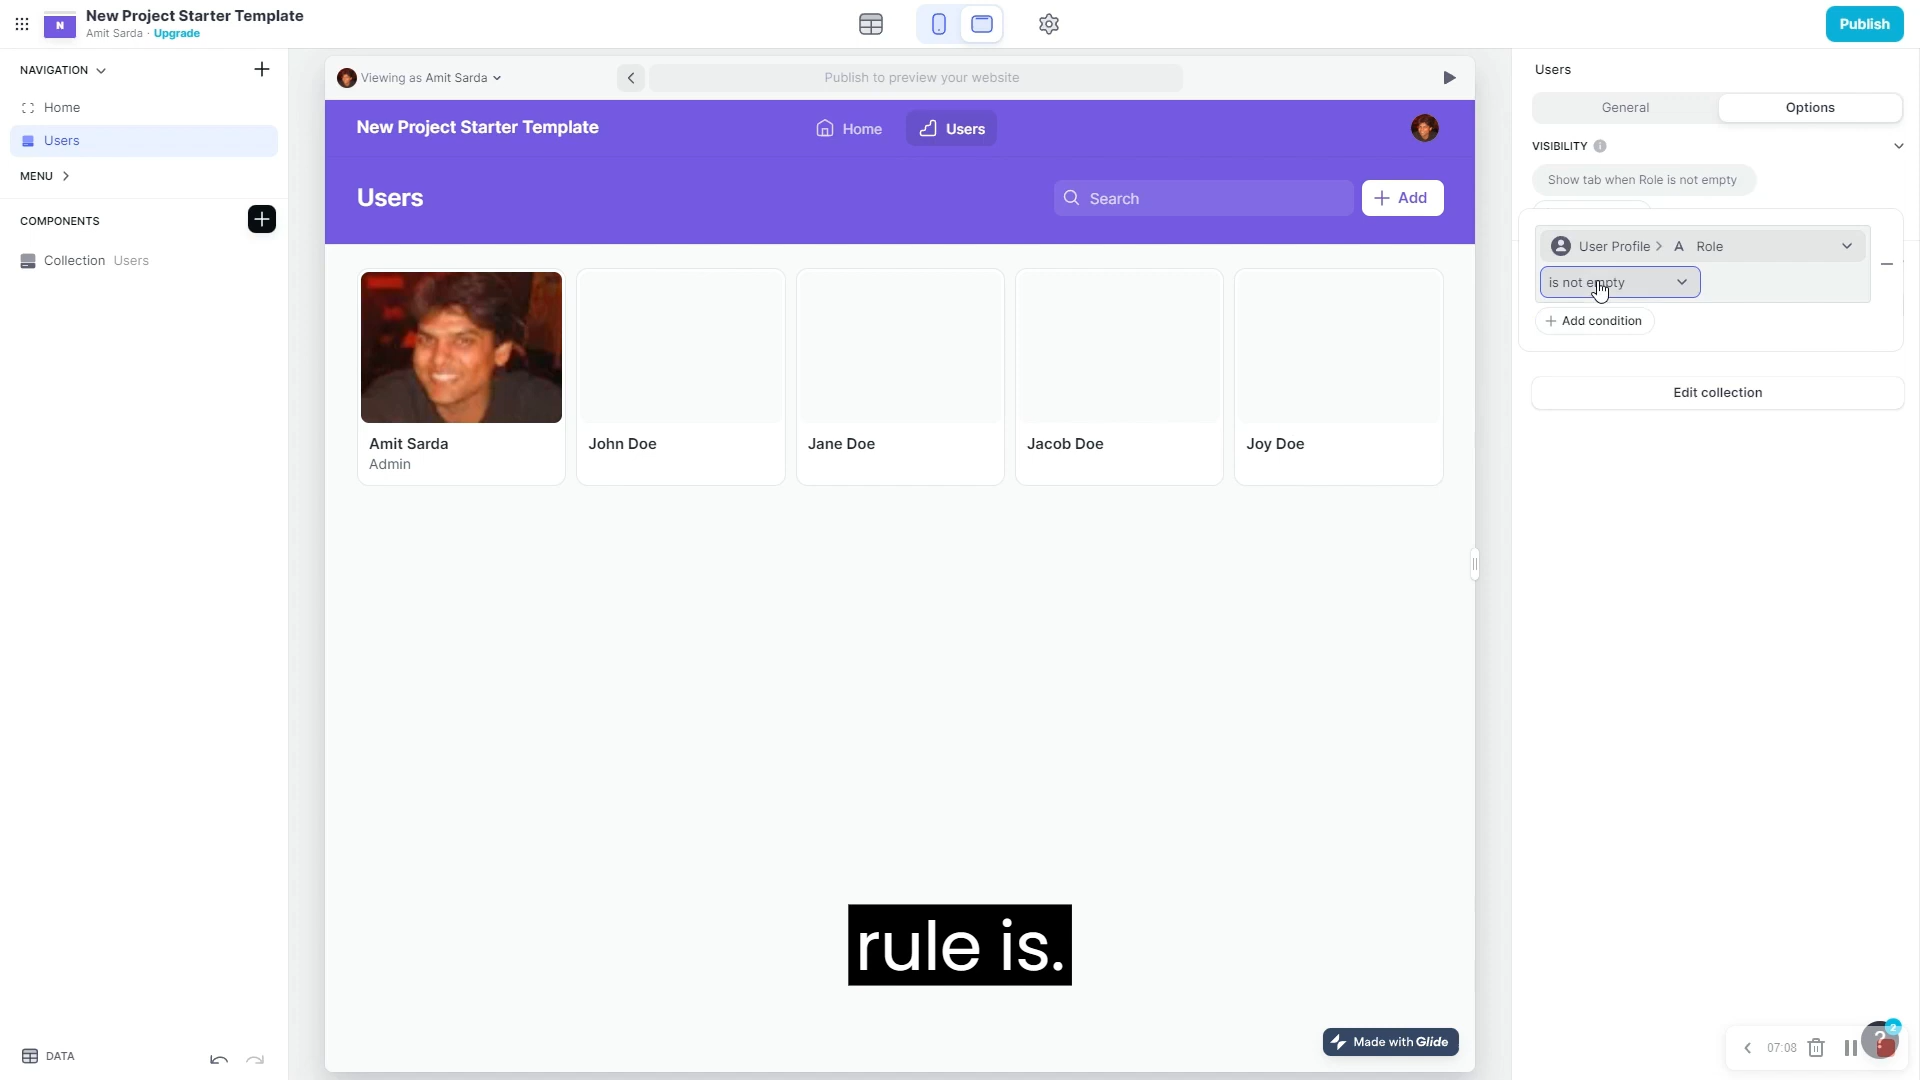 N
New Project Starter Template
Amit Sarda · Upgrade
Publish
NAVIGATION
Home
Users
MENU
COMPONENTS
Collection Users
DATA
Viewing as Amit Sarda
Publish to preview your website
New Project Starter Template
Home
Users
Users
Search
+ Add
Amit Sarda
Admin
John Doe
Jane Doe
Jacob Doe
Joy Doe
rule is.
Made with Glide
Users
General
Options
VISIBILITY
Show tab when Role is not empty
User Profile > A Role
is not empty
+ Add condition
Edit collection
07:08
?
2